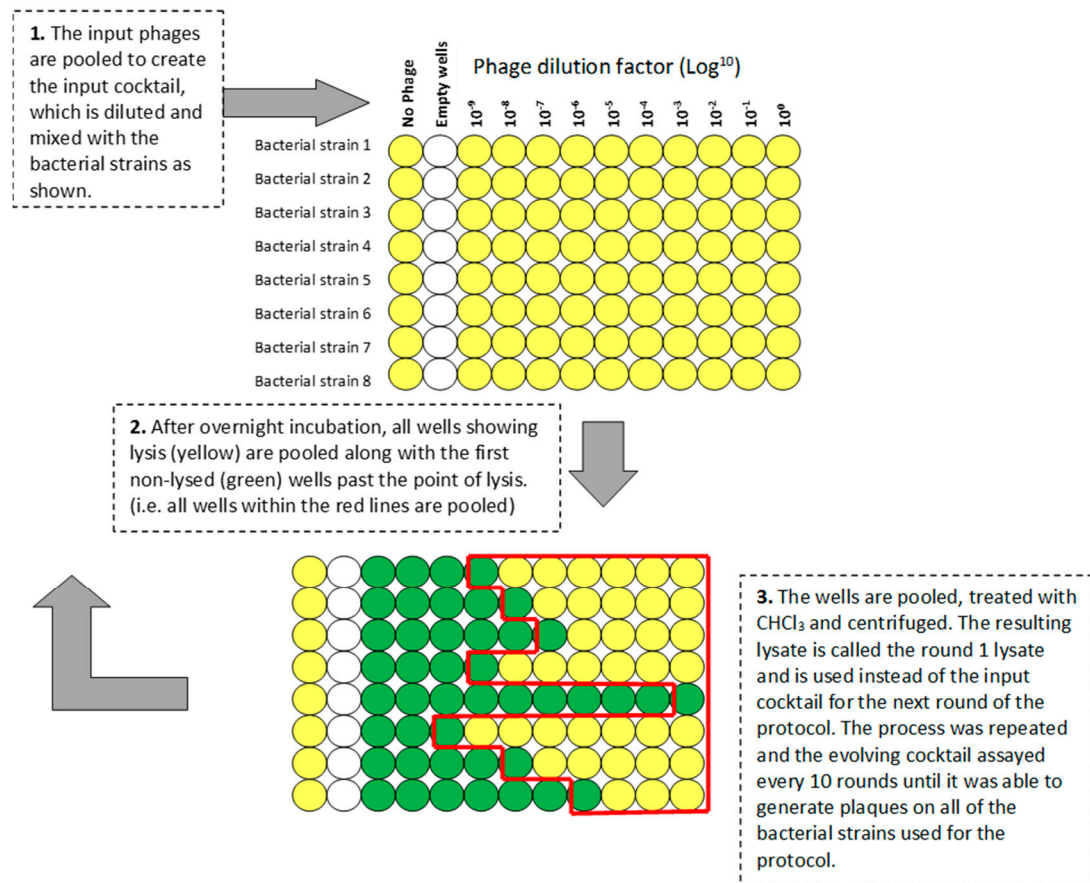 1. The input phages
are pooled to create
the input cocktail,
which is diluted and
mixed with the
bacterial strains as
shown.
No Phage
Empty wells
Phage dilution factor (Log¹⁰)
10⁻⁹
10⁻⁸
10⁻⁷
10⁻⁶
10⁻⁵
10⁻⁴
10⁻³
10⁻²
10⁻¹
10⁰
Bacterial strain 1
Bacterial strain 2
Bacterial strain 3
Bacterial strain 4
Bacterial strain 5
Bacterial strain 6
Bacterial strain 7
Bacterial strain 8
2. After overnight incubation, all wells showing
lysis (yellow) are pooled along with the first
non-lysed (green) wells past the point of lysis.
(i.e. all wells within the red lines are pooled)
3. The wells are pooled, treated with
CHCl₃ and centrifuged. The resulting
lysate is called the round 1 lysate
and is used instead of the input
cocktail for the next round of the
protocol. The process was repeated
and the evolving cocktail assayed
every 10 rounds until it was able to
generate plaques on all of the
bacterial strains used for the
protocol.